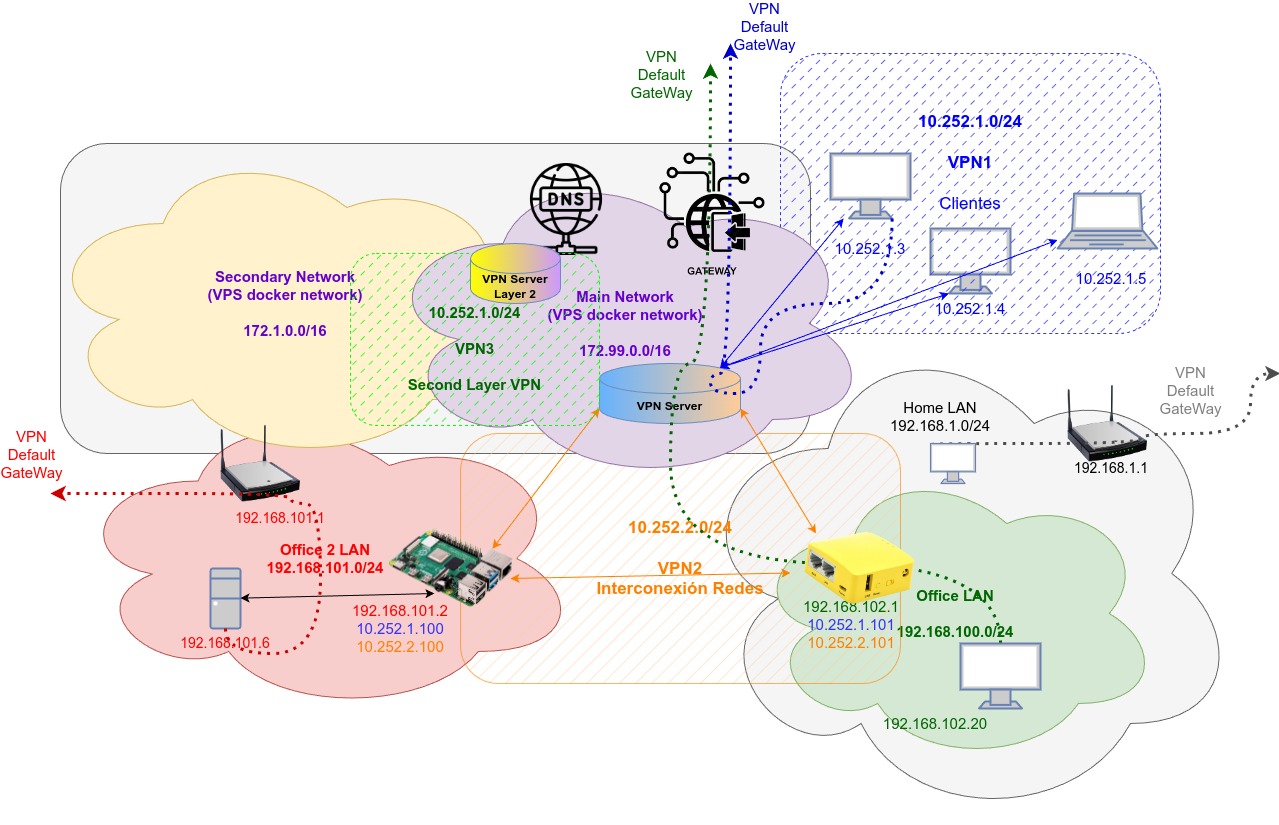 VPN
Default
GateWay
VPN
Default
GateWay
10.252.1.0/24
VPN1
Clientes
10.252.1.3
10.252.1.4
10.252.1.5
DNS
GATEWAY
VPN Server
Layer 2
Secondary Network
(VPS docker network)
172.1.0.0/16
Main Network
(VPS docker network)
172.99.0.0/16
10.252.1.0/24
VPN3
Second Layer VPN
VPN Server
VPN
Default
GateWay
Home LAN
192.168.1.0/24
192.168.1.1
VPN
Default
GateWay
192.168.101.1
Office 2 LAN
192.168.101.0/24
192.168.101.6
192.168.101.2
10.252.1.100
10.252.2.100
10.252.2.0/24
VPN2
Interconexión Redes
192.168.102.1
10.252.1.101
10.252.2.101
Office LAN
192.168.100.0/24
192.168.102.20